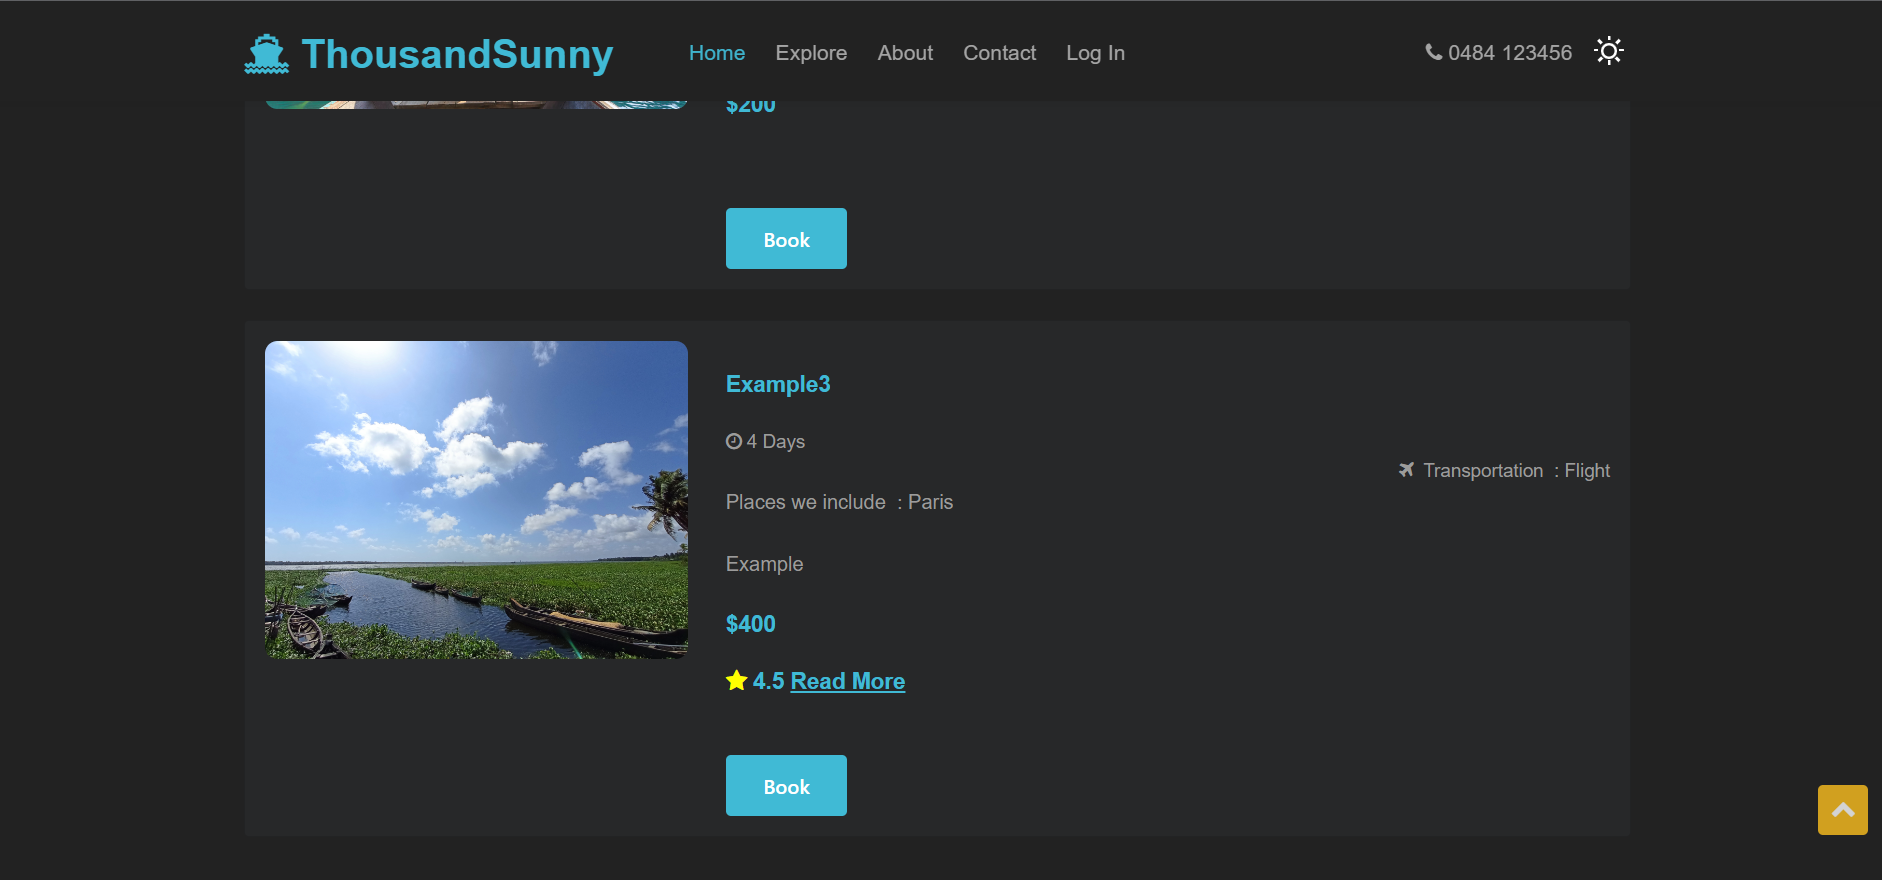 ThousandSunny
Home Explore About Contact Log In
0484 123456
$200
Book
Example3
4 Days
Transportation : Flight
Places we include : Paris
Example
$400
4.5 Read More
Book